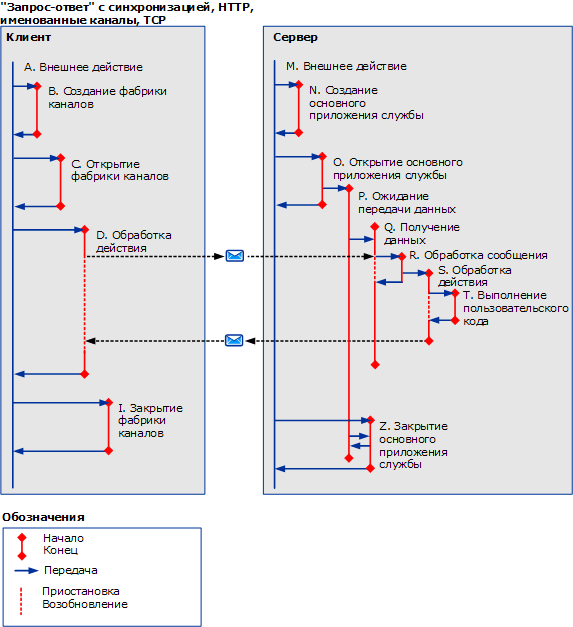 "Запрос-ответ" с синхронизацией, HTTP,
именованные каналы, TCP
Клиент
A. Внешнее действие
B. Создание фабрики
каналов
C. Открытие
фабрики каналов
D. Обработка
действия
I. Закрытие
фабрики
каналов
Сервер
M. Внешнее действие
N. Создание
основного
приложения службы
O. Открытие основного
приложения службы
P. Ожидание
передачи данных
Q. Получение
данных
R. Обработка сообщения
S. Обработка
действия
T. Выполнение
пользовательского
кода
Z. Закрытие
основного
приложения
службы
Обозначения
Начало
Конец
Передача
Приостановка
Возобновление